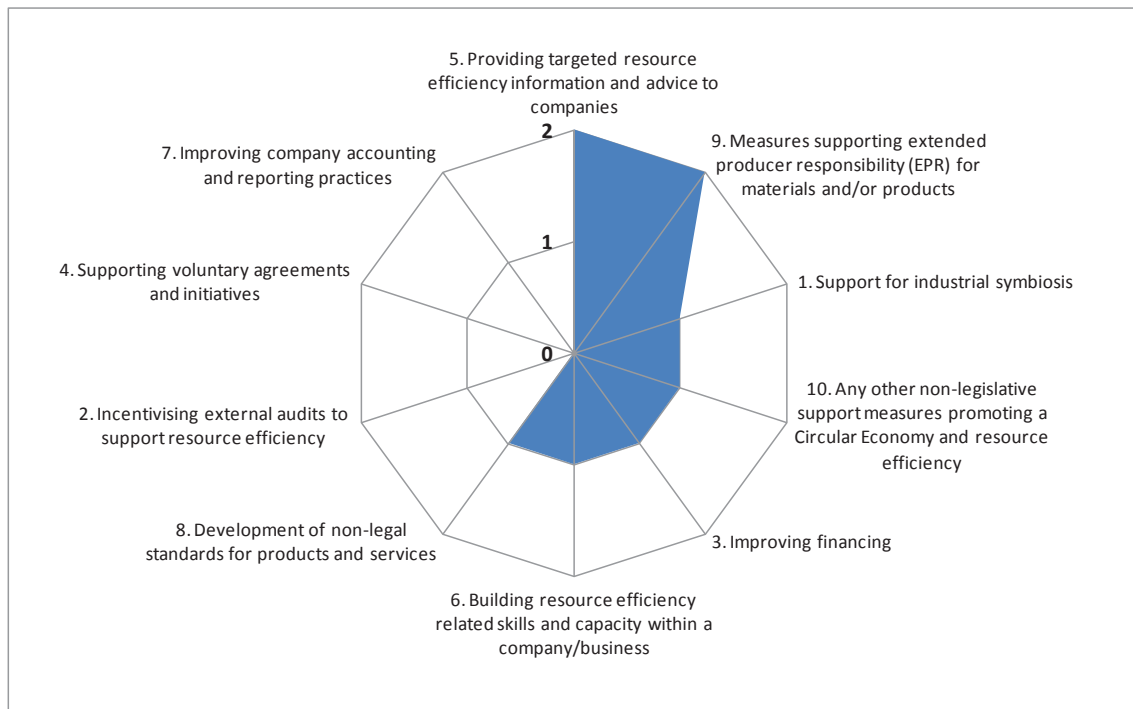 5. Providing targeted resource
efficiency information and advice to
companies
2
9. Measures supporting extended
producer responsibility (EPR) for
materials and/or products
7. Improving company accounting
and reporting practices
1
4. Supporting voluntary agreements
and initiatives
1. Support for industrial symbiosis
0
2. Incentivising external audits to
support resource efficiency
10. Any other non-legislative
support measures promoting a
Circular Economy and resource
efficiency
8. Development of non-legal
standards for products and services
3. Improving financing
6. Building resource efficiency
related skills and capacity within a
company/business